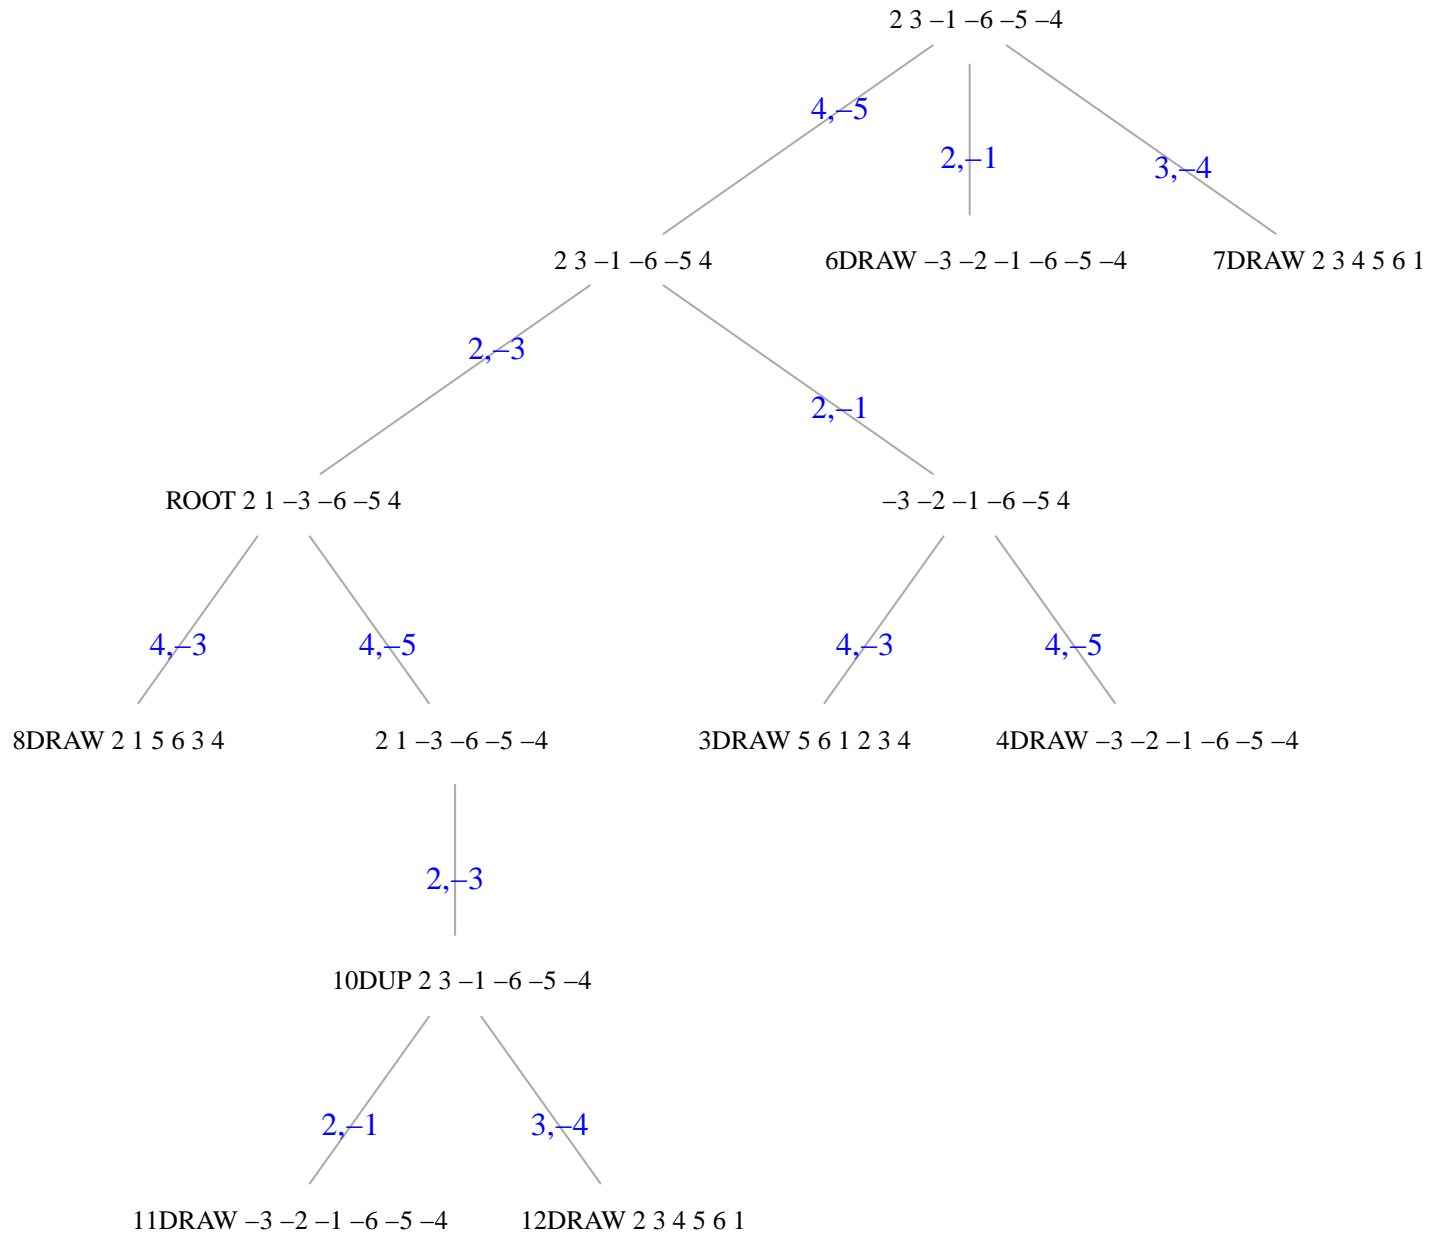 2 3 –1 –6 –5 –4
4,–5
2,–1
3,–4
2 3 –1 –6 –5 4
6DRAW –3 –2 –1 –6 –5 –4
7DRAW 2 3 4 5 6 1
2,–3
2,–1
ROOT 2 1 –3 –6 –5 4
–3 –2 –1 –6 –5 4
4,–3
4,–5
4,–3
4,–5
8DRAW 2 1 5 6 3 4
2 1 –3 –6 –5 –4
3DRAW 5 6 1 2 3 4
4DRAW –3 –2 –1 –6 –5 –4
2,–3
10DUP 2 3 –1 –6 –5 –4
2,–1
3,–4
11DRAW –3 –2 –1 –6 –5 –4
12DRAW 2 3 4 5 6 1